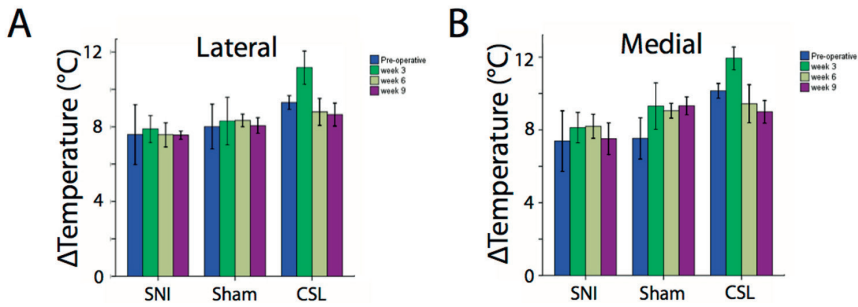 A
Lateral
ΔTemperature (°C)
12
8
4
0
SNI Sham CSL
Pre-operative
week 3
week 6
week 9
B
Medial
ΔTemperature (°C)
12
8
4
0
SNI Sham CSL
Pre-operative
week 3
week 6
week 9